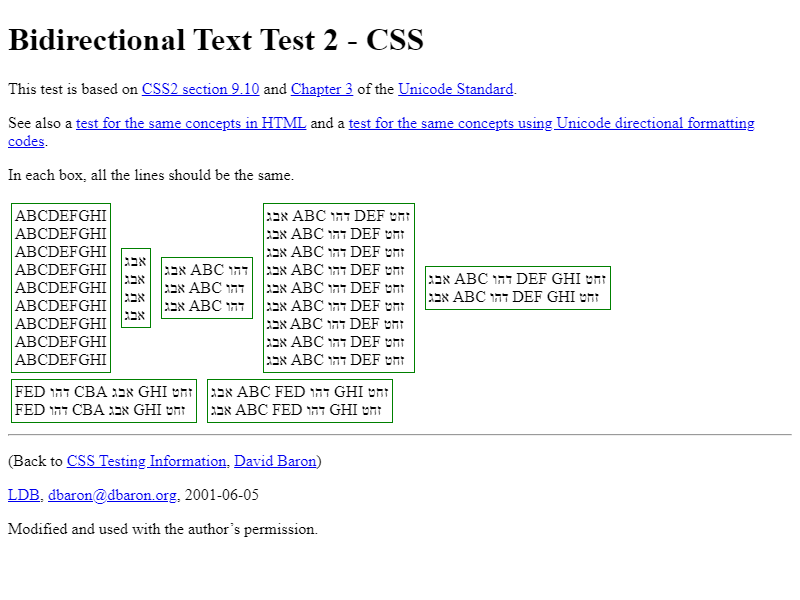 Bidirectional Text Test 2 - CSS
This test is based on CSS2 section 9.10 and Chapter 3 of the Unicode Standard.
See also a test for the same concepts in HTML and a test for the same concepts using Unicode directional formatting
codes.
In each box, all the lines should be the same.
ABCDEFGHI
ABCDEFGHI
ABCDEFGHI
ABCDEFGHI
ABCDEFGHI
ABCDEFGHI
ABCDEFGHI
ABCDEFGHI
ABCDEFGHI
אבג
אבג
אבג
אבג
אבג ABC דהו
אבג ABC דהו
אבג ABC דהו
אבג ABC דהו DEF זחט
אבג ABC דהו DEF זחט
אבג ABC דהו DEF זחט
אבג ABC דהו DEF זחט
אבג ABC דהו DEF זחט
אבג ABC דהו DEF זחט
אבג ABC דהו DEF זחט
אבג ABC דהו DEF זחט
אבג ABC דהו DEF זחט
אבג ABC דהו DEF GHI זחט
אבג ABC דהו DEF GHI זחט
FED דהו CBA אבג GHI זחט
FED דהו CBA אבג GHI זחט
אבג ABC FED דהו GHI זחט
אבג ABC FED דהו GHI זחט
(Back to CSS Testing Information, David Baron)
LDB, dbaron@dbaron.org, 2001-06-05
Modified and used with the author’s permission.